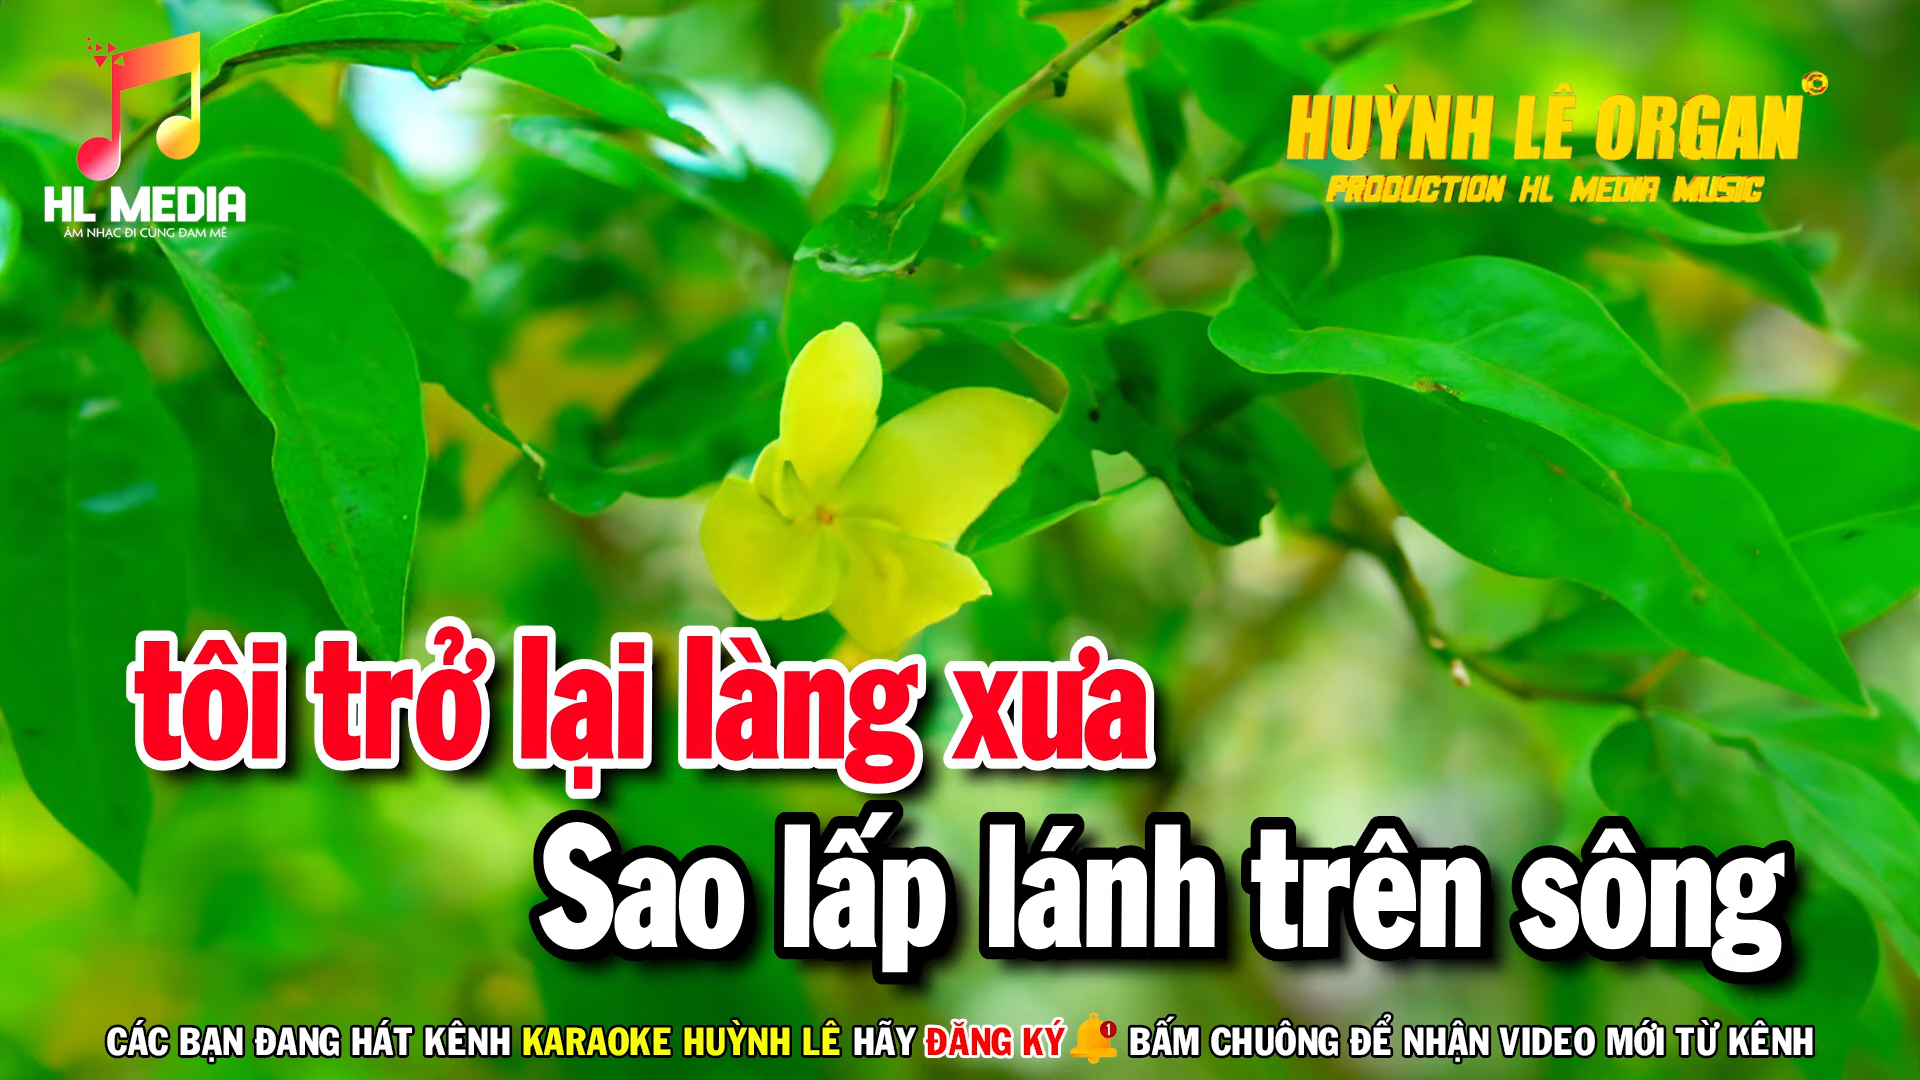 HL MEDIA
ÂM NHẠC ĐI CÙNG ĐAM MÊ
HUỲNH LÊ ORGAN
PRODUCTION HL MEDIA MUSIC
tôi trở lại làng xưa
Sao lấp lánh trên sông
CÁC BẠN ĐANG HÁT KÊNH KARAOKE HUỲNH LÊ HÃY ĐĂNG KÝ 1 BẤM CHUÔNG ĐỂ NHẬN VIDEO MỚI TỪ KÊNH